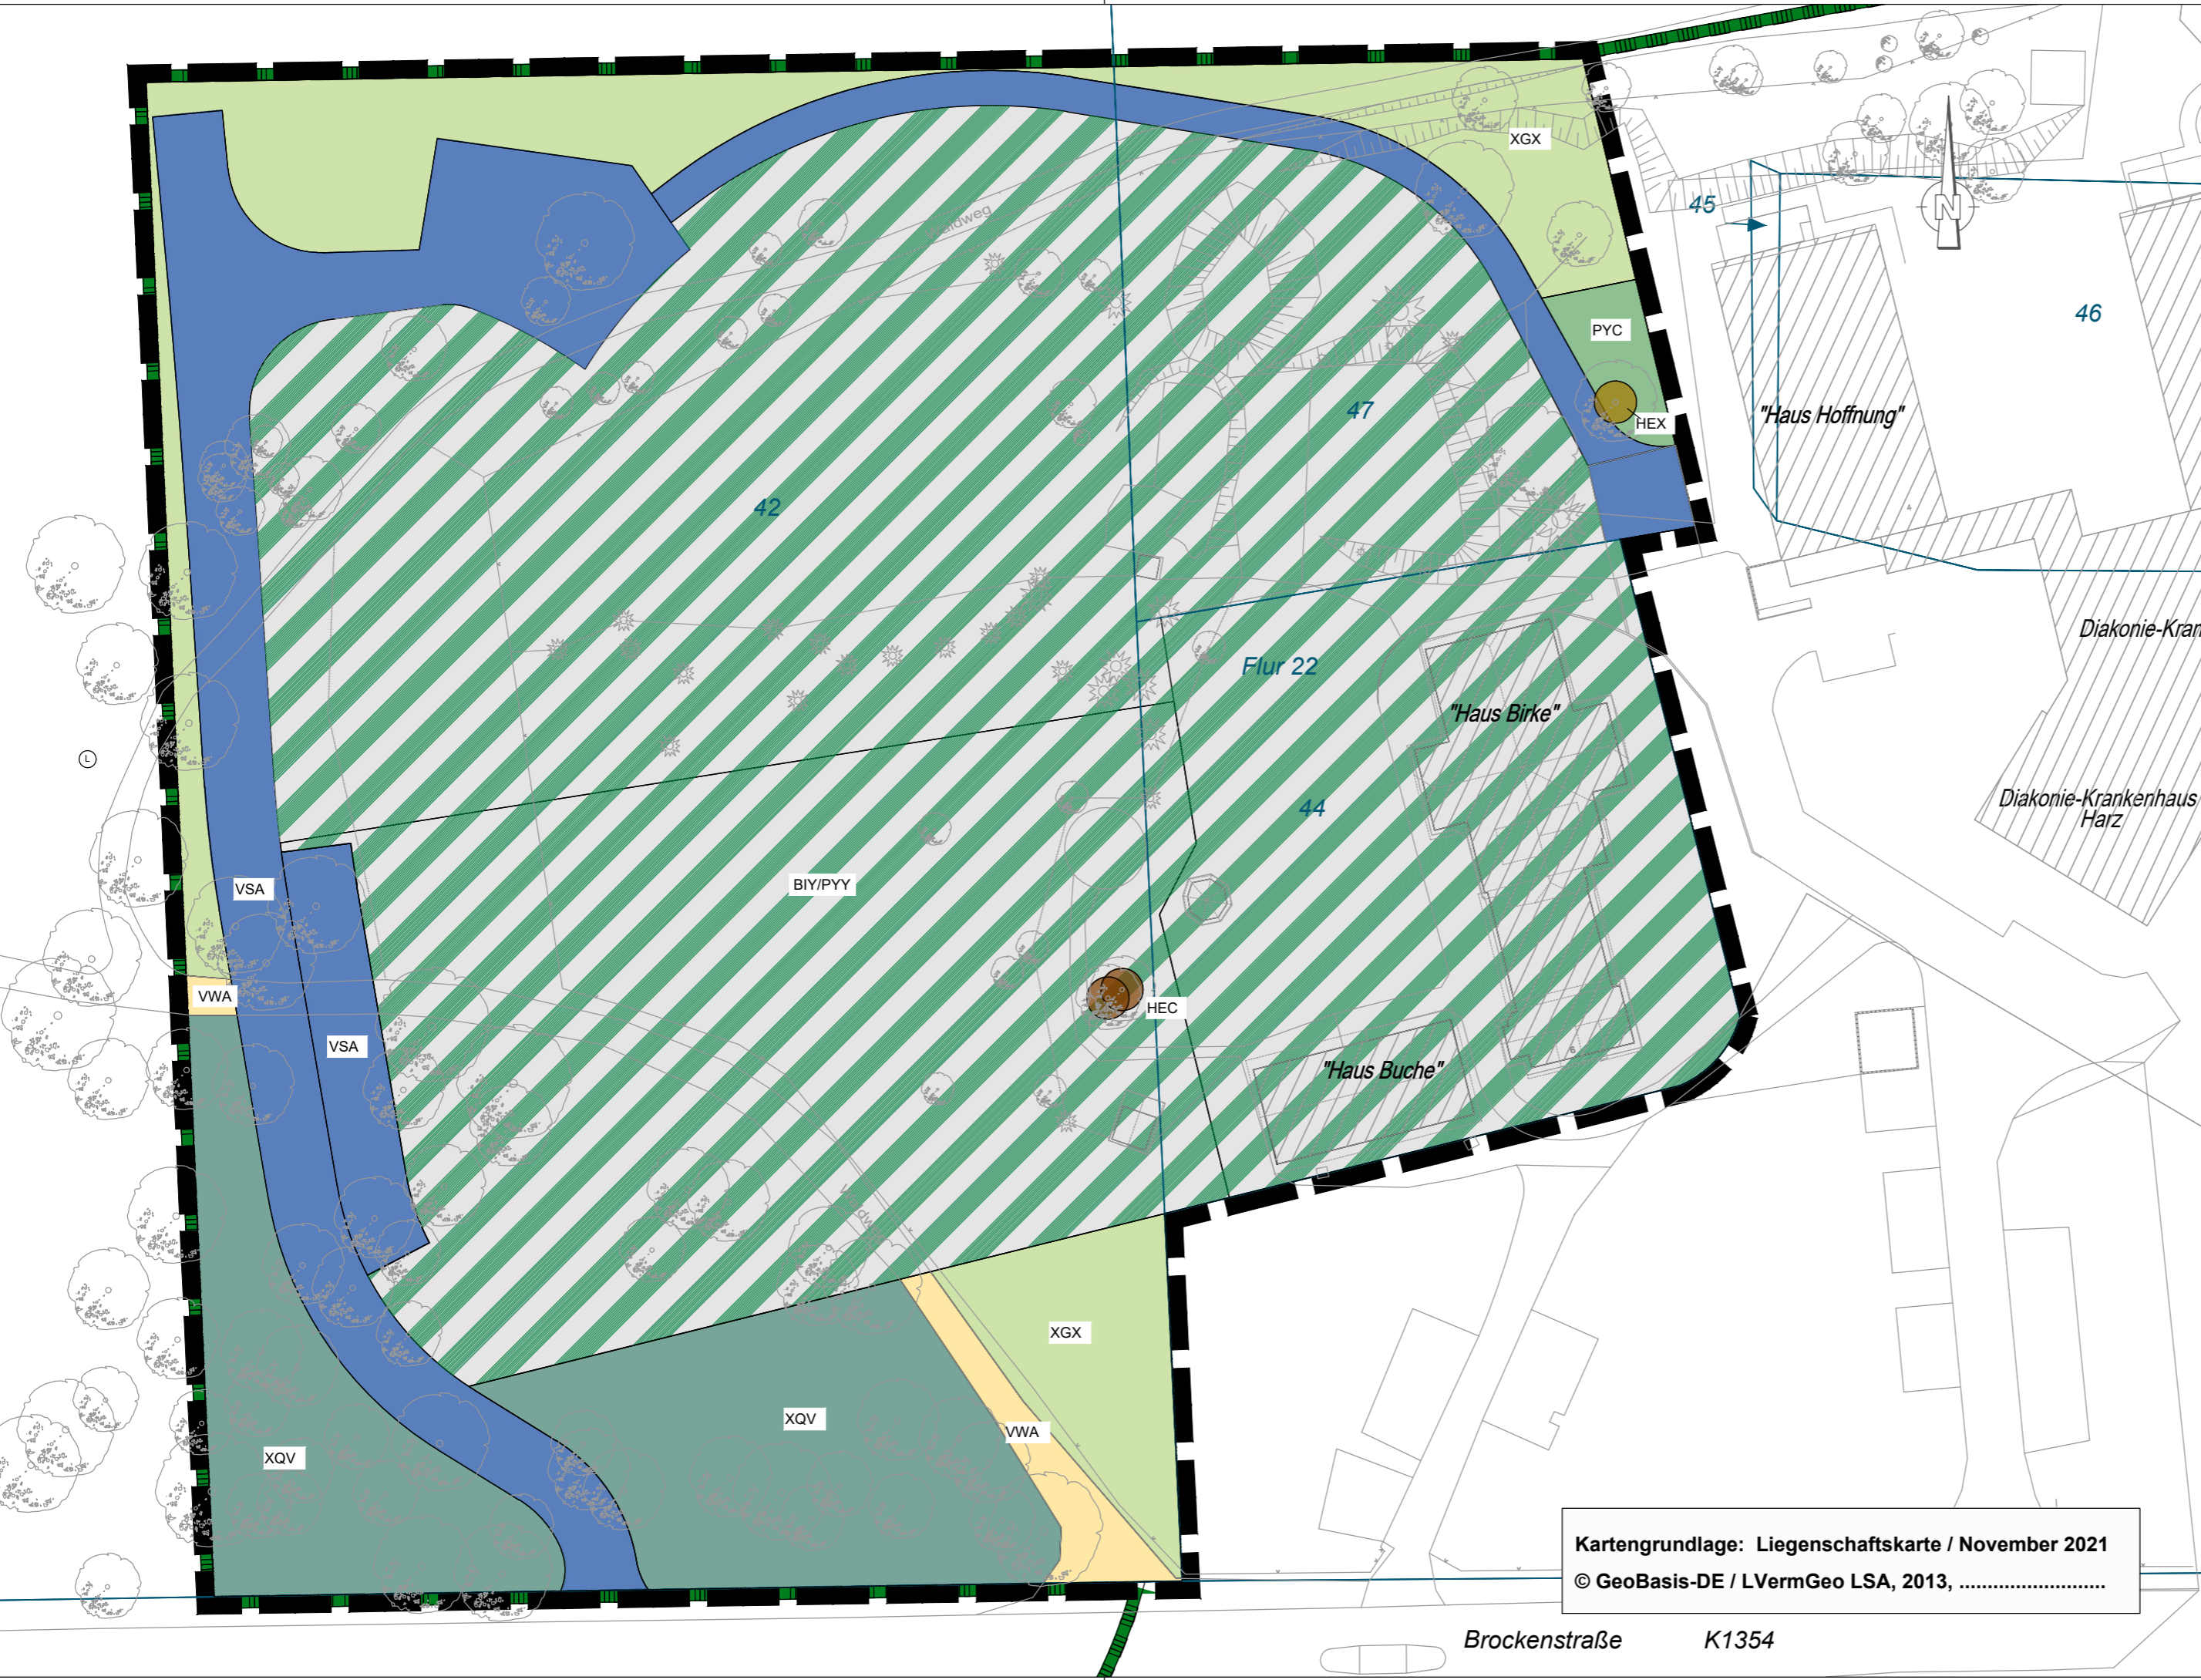 XGX
45
N
Waldweg
46
PYC
"Haus Hoffnung"
47
HEX
42
Diakonie-Kran
Flur 22
"Haus Birke"
L
Diakonie-Krankenhaus
Harz
44
VSA
BIY/PYY
VWA
HEC
VSA
"Haus Buche"
XGX
XQV
VWA
XQV
Kartengrundlage: Liegenschaftskarte / November 2021
© GeoBasis-DE / LVermGeo LSA, 2013, ..........................
Brockenstraße K1354